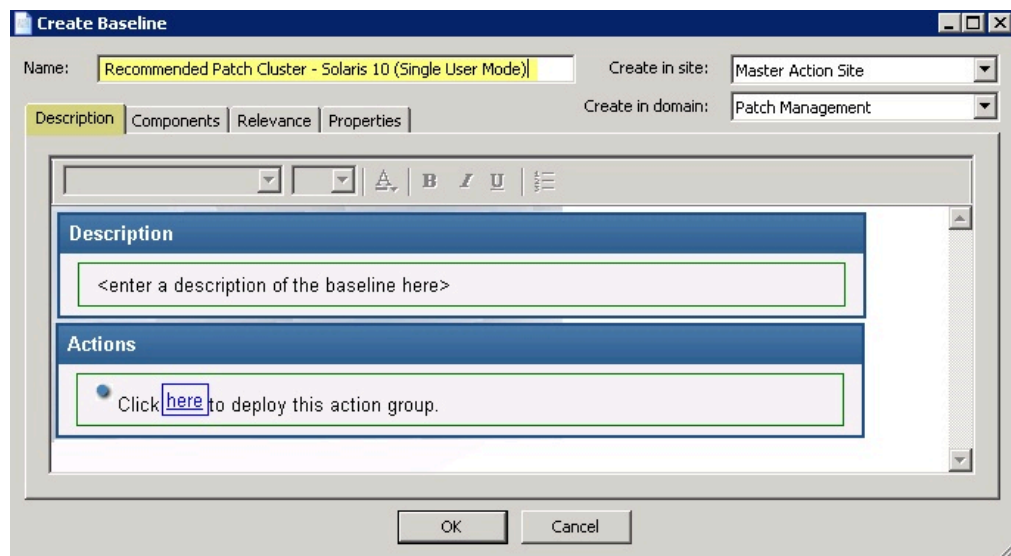 Create Baseline
Name: Recommended Patch Cluster - Solaris 10 (Single User Mode) Create in site: Master Action Site
Create in domain: Patch Management
Description Components Relevance Properties
A B I U
Description
<enter a description of the baseline here>
Actions
Click here to deploy this action group.
OK Cancel